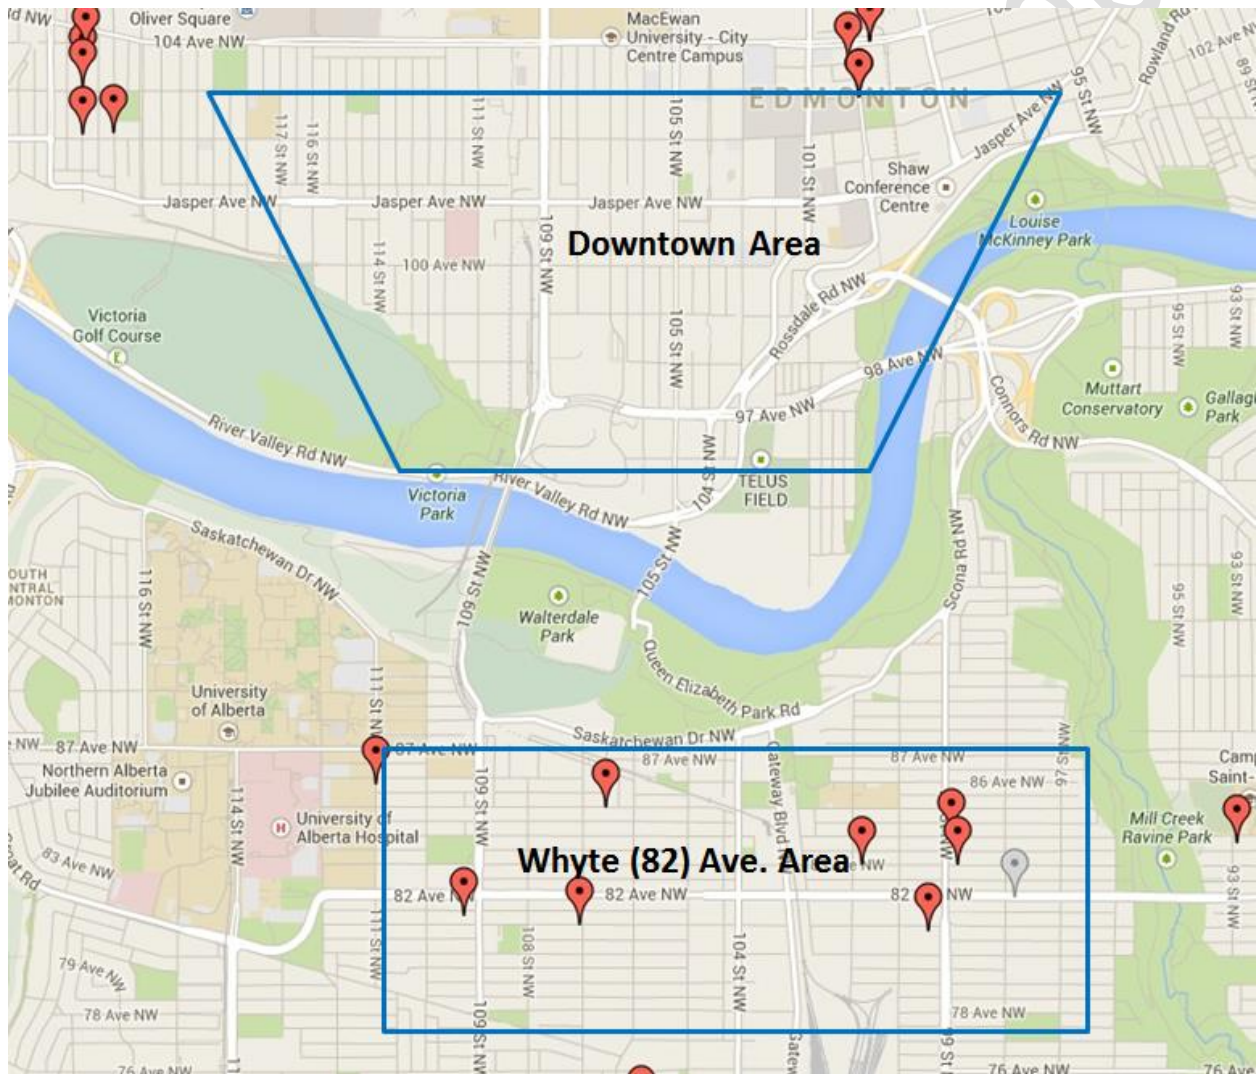 Oliver Square
104 Ave NW
MacEwan
University - City
Centre Campus
Rowland Rd
102 Ave N
89 St
95 St NW
EDMONTON
111 St NW
105 St NW
117 St NW
116 St NW
101 St NW
Jasper Ave NW
Shaw
Conference
Centre
Jasper Ave NW
Jasper Ave NW
Jasper Ave NW
109 St NW
Louise
McKinney Park
Downtown Area
114 St NW
100 Ave NW
Rossdale Rd NW
93 St NW
95 St NW
Victoria
Golf Course
105 St NW
98 Ave NW
Muttart
Conservatory
Connors Rd NW
Park
97 Ave NW
River Valley Rd NW
104 St NW
TELUS
FIELD
Victoria
Park
River Valley Rd NW
Saskatchewan Dr NW
Scona Rd NW
105 St NW
109 St NW
116 St NW
93 St NW
95 St NW
Walterdale
Park
Queen Elizabeth Park Rd
111 St NW
University
of Alberta
Saskatchewan Dr NW
97 St NW
87 Ave NW
87 Ave NW
87 Ave NW
87 Ave NW
Northern Alberta
Jubilee Auditorium
Gateway Blvd N
86 Ave NW
Saint-
109 St NW
114 St NW
University of
Alberta Hospital
Mill Creek
Ravine Park
83 Ave NW
Whyte (82) Ave. Area
82 Ave N
82 Ave NW
82
NW
93 St NW
111 St NW
108 St NW
104 St NW
79 Ave NW
78 Ave NW
78 Ave NW
109 St N
99 St N
76 Ave NW
76 Ave NW
76 Ave